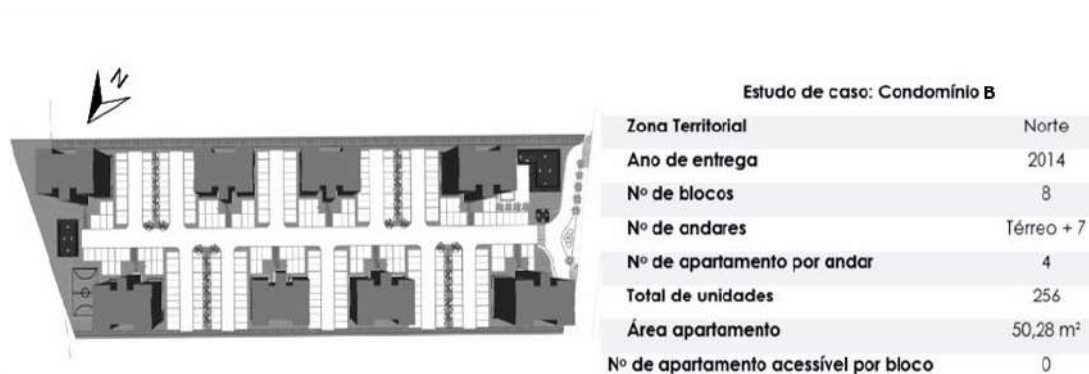 N
Estudo de caso: Condomínio B
Zona Territorial Norte
Ano de entrega 2014
Nº de blocos 8
Nº de andares Térreo + 7
Nº de apartamento por andar 4
Total de unidades 256
Área apartamento 50,28 m²
Nº de apartamento acessível por bloco 0